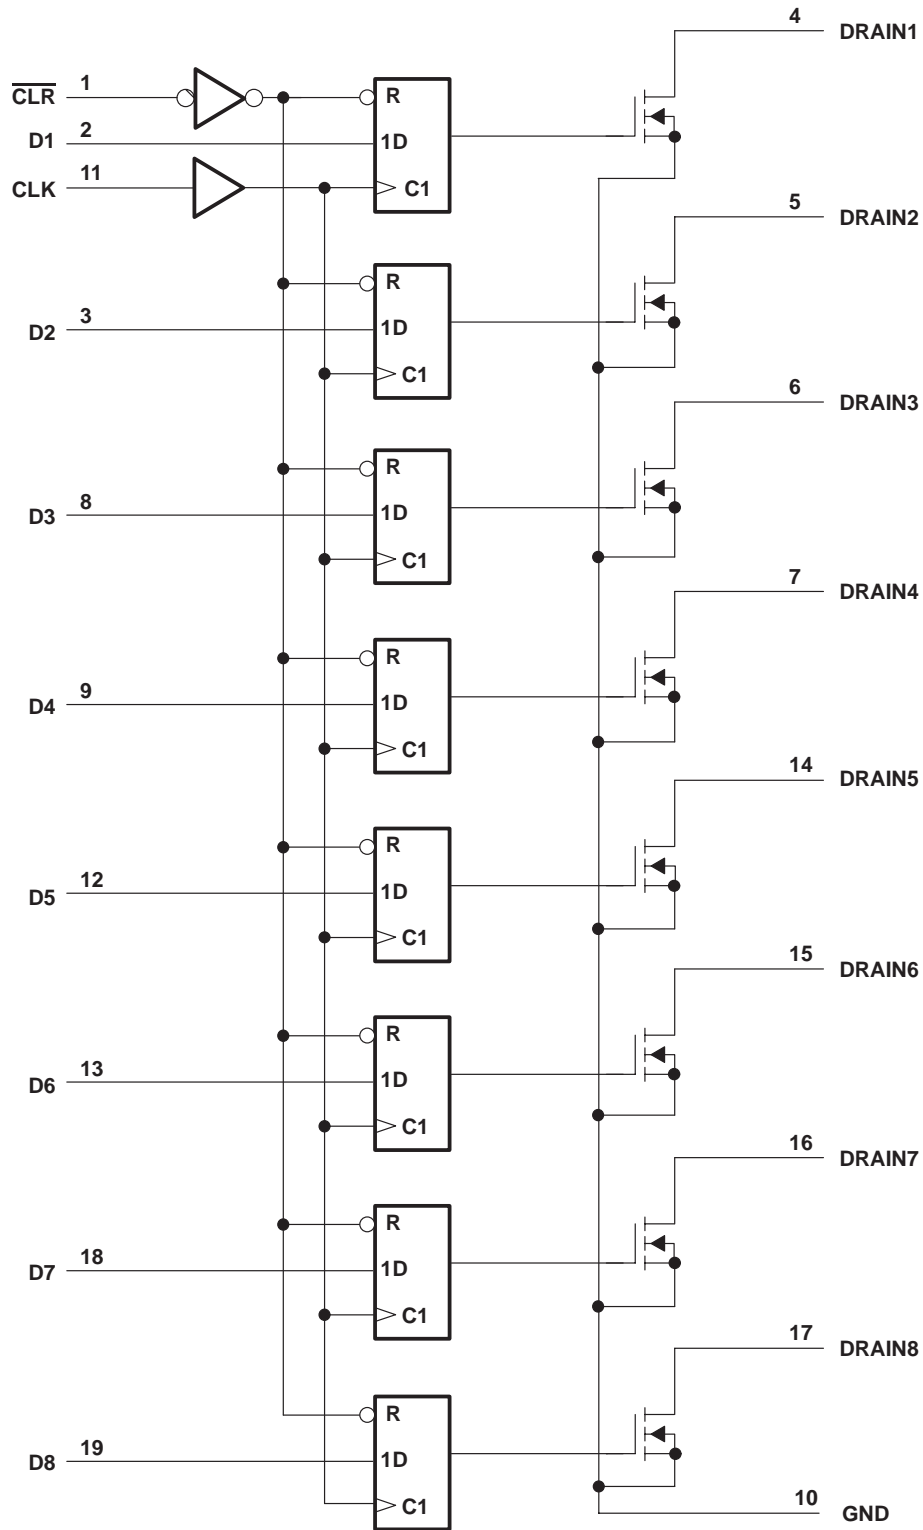 4
DRAIN1
CLR 1
R
D1 2
1D
CLK 11
C1
5
DRAIN2
R
D2 3
1D
C1
6
DRAIN3
R
D3 8
1D
C1
7
DRAIN4
R
D4 9
1D
C1
14
DRAIN5
R
D5 12
1D
C1
15
DRAIN6
R
D6 13
1D
C1
16
DRAIN7
R
D7 18
1D
C1
17
DRAIN8
R
D8 19
1D
C1
10
GND